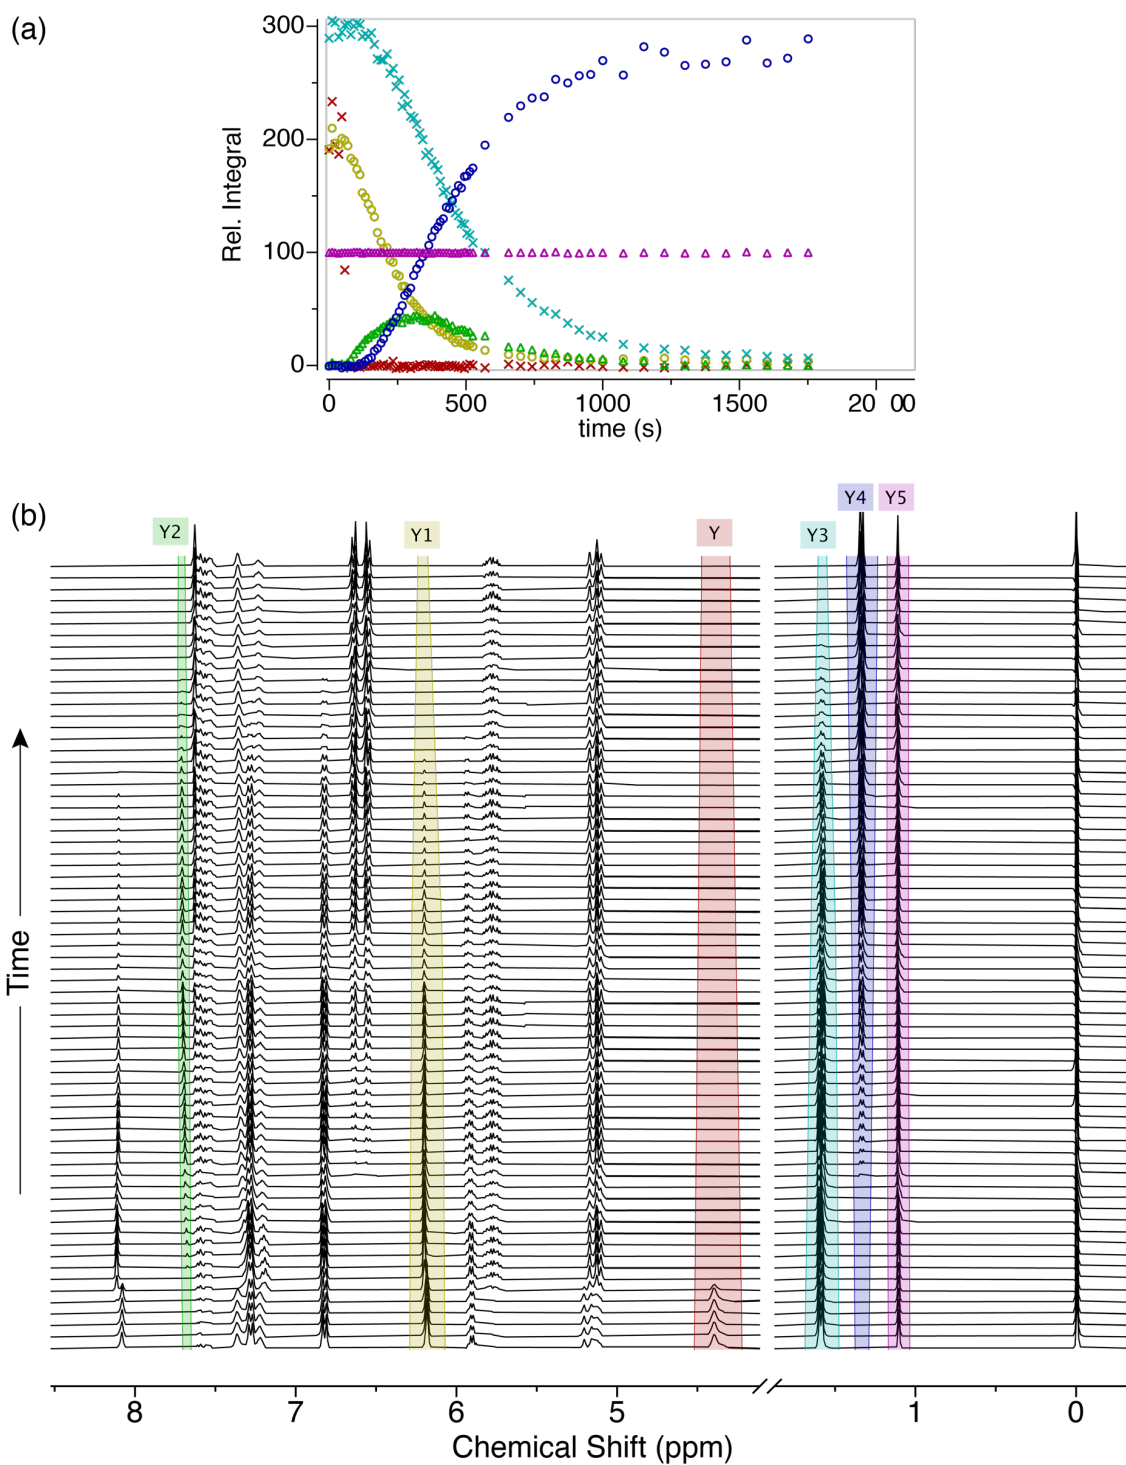 (a)
300
200
100
0
Rel. Integral
0 500 1000 1500 20 00
time (s)
(b)
Y2 Y1 Y Y3 Y4 Y5
Time
8 7 6 5 1 0
Chemical Shift (ppm)